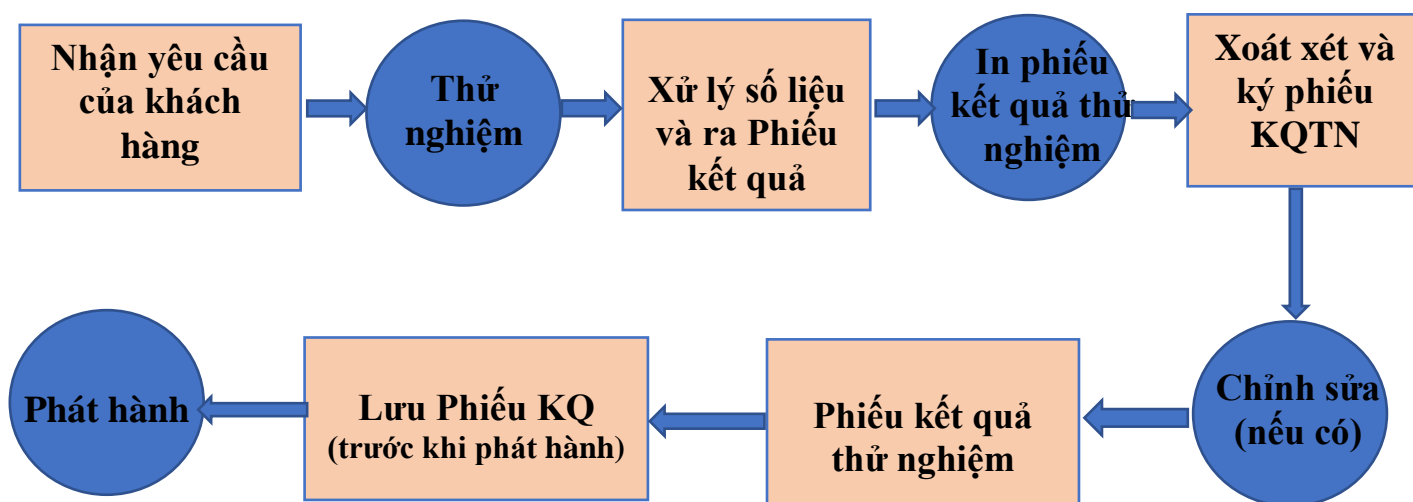 Nhận yêu cầu
của khách
hàng
Thử
nghiệm
Xử lý số liệu
và ra Phiếu
kết quả
In phiếu
kết quả thử
nghiệm
Xoát xét và
ký phiếu
KQTN
Chỉnh sửa
(nếu có)
Phiếu kết quả
thử nghiệm
Lưu Phiếu KQ
(trước khi phát hành)
Phát hành